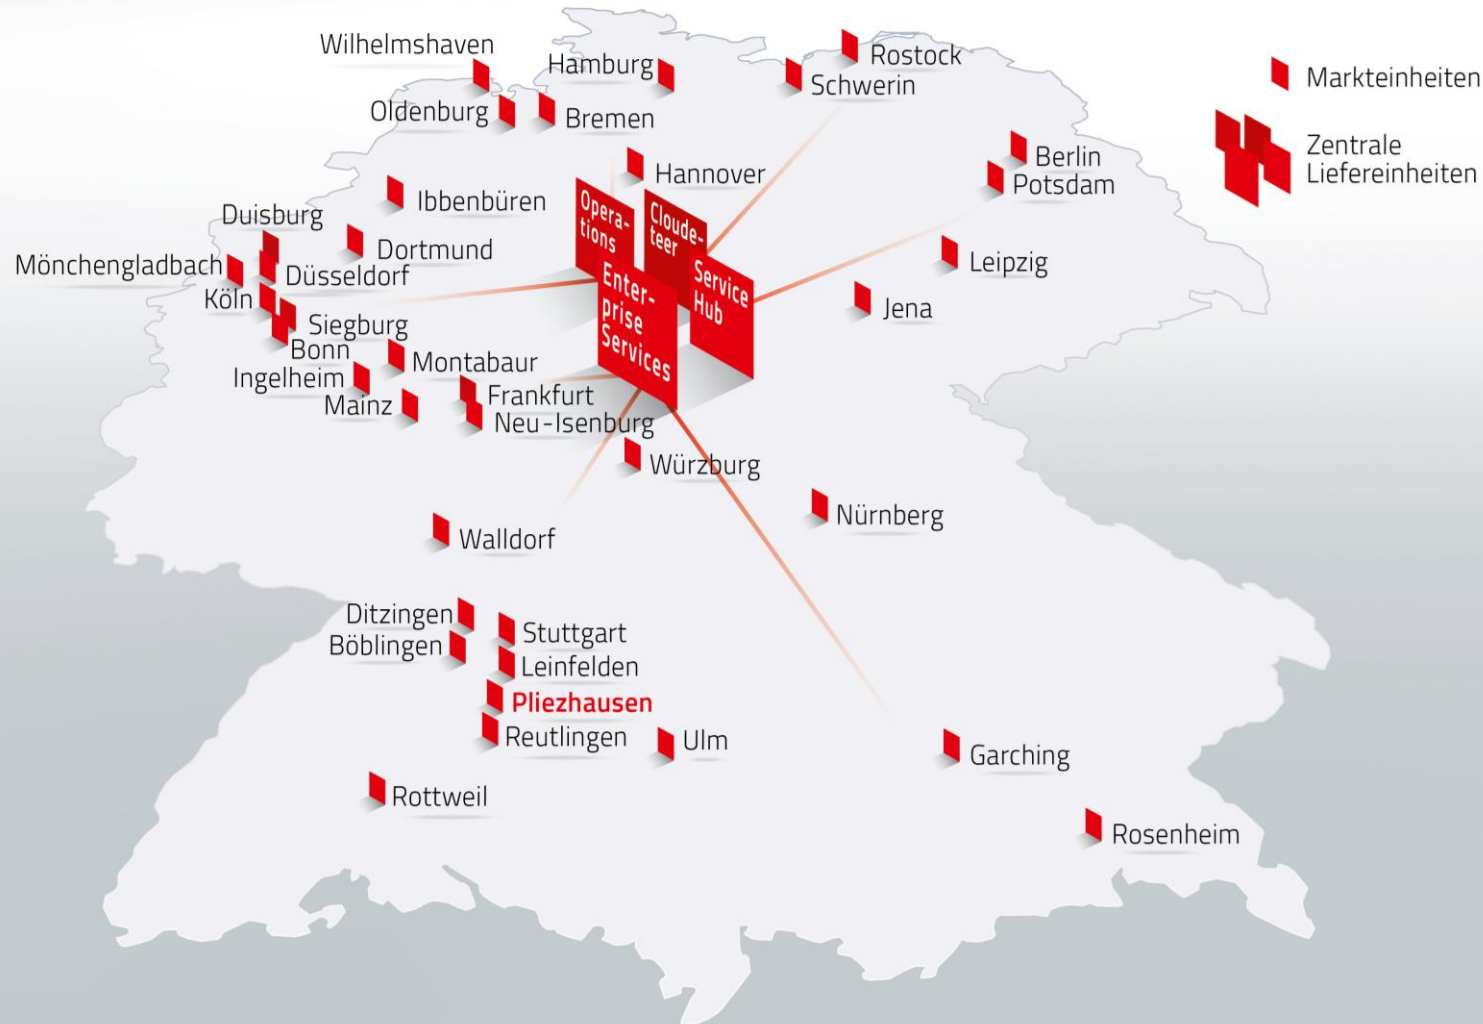 Wilhelmshaven
Hamburg
Rostock
Schwerin
Oldenburg
Bremen
Hannover
Berlin
Potsdam
Ibbenbüren
Duisburg
Dortmund
Mönchengladbach
Düsseldorf
Köln
Siegburg
Bonn
Montabaur
Ingelheim
Mainz
Frankfurt
Neu-Isenburg
Opera-
tions
Cloude-
teer
Service
Hub
Enter-
prise
Services
Leipzig
Jena
Würzburg
Nürnberg
Walldorf
Ditzingen
Böblingen
Stuttgart
Leinfelden
Pliezhausen
Reutlingen
Ulm
Rottweil
Garching
Rosenheim
Markteinheiten
Zentrale
Liefereinheiten